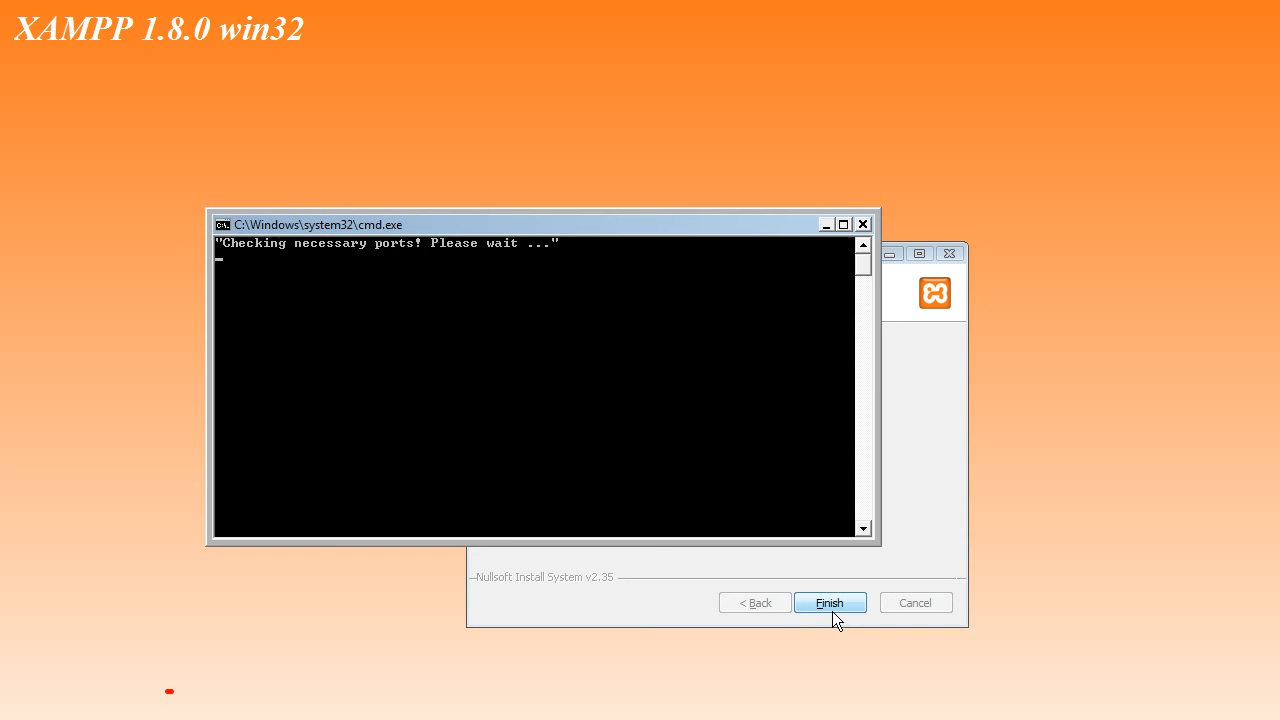 XAMPP 1.8.0 win32
C:\Windows\system32\cmd.exe
"Checking necessary ports! Please wait ..."
Nullsoft Install System v2.35
< Back
Finish
Cancel